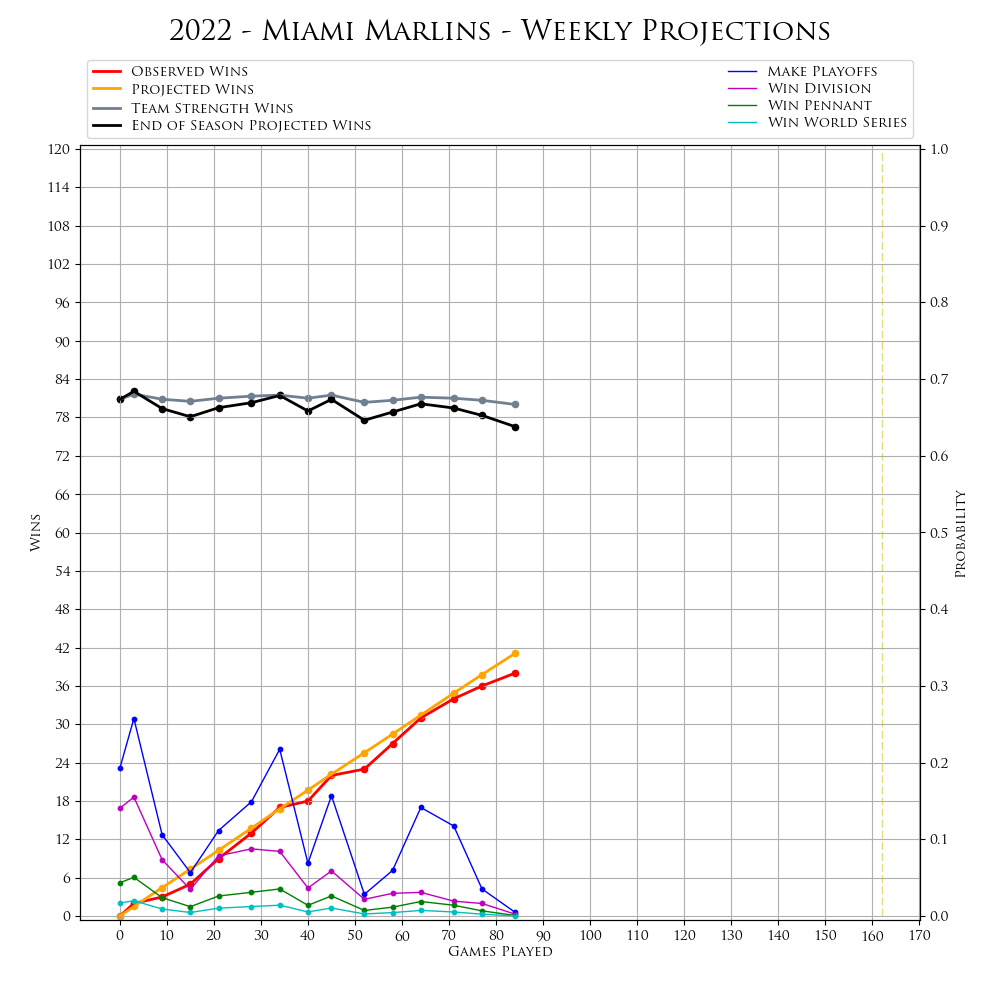 2022 - Miami Marlins - Weekly Projections
Observed Wins
Projected Wins
Team Strength Wins
End of Season Projected Wins
Make Playoffs
Win Division
Win Pennant
Win World Series
120
114
108
102
96
90
84
78
72
66
60
54
48
42
36
30
24
18
12
6
0
Wins
1.0
0.9
0.8
0.7
0.6
0.5
0.4
0.3
0.2
0.1
0.0
Probability
0 10 20 30 40 50 60 70 80 90 100 110 120 130 140 150 160 170
Games Played